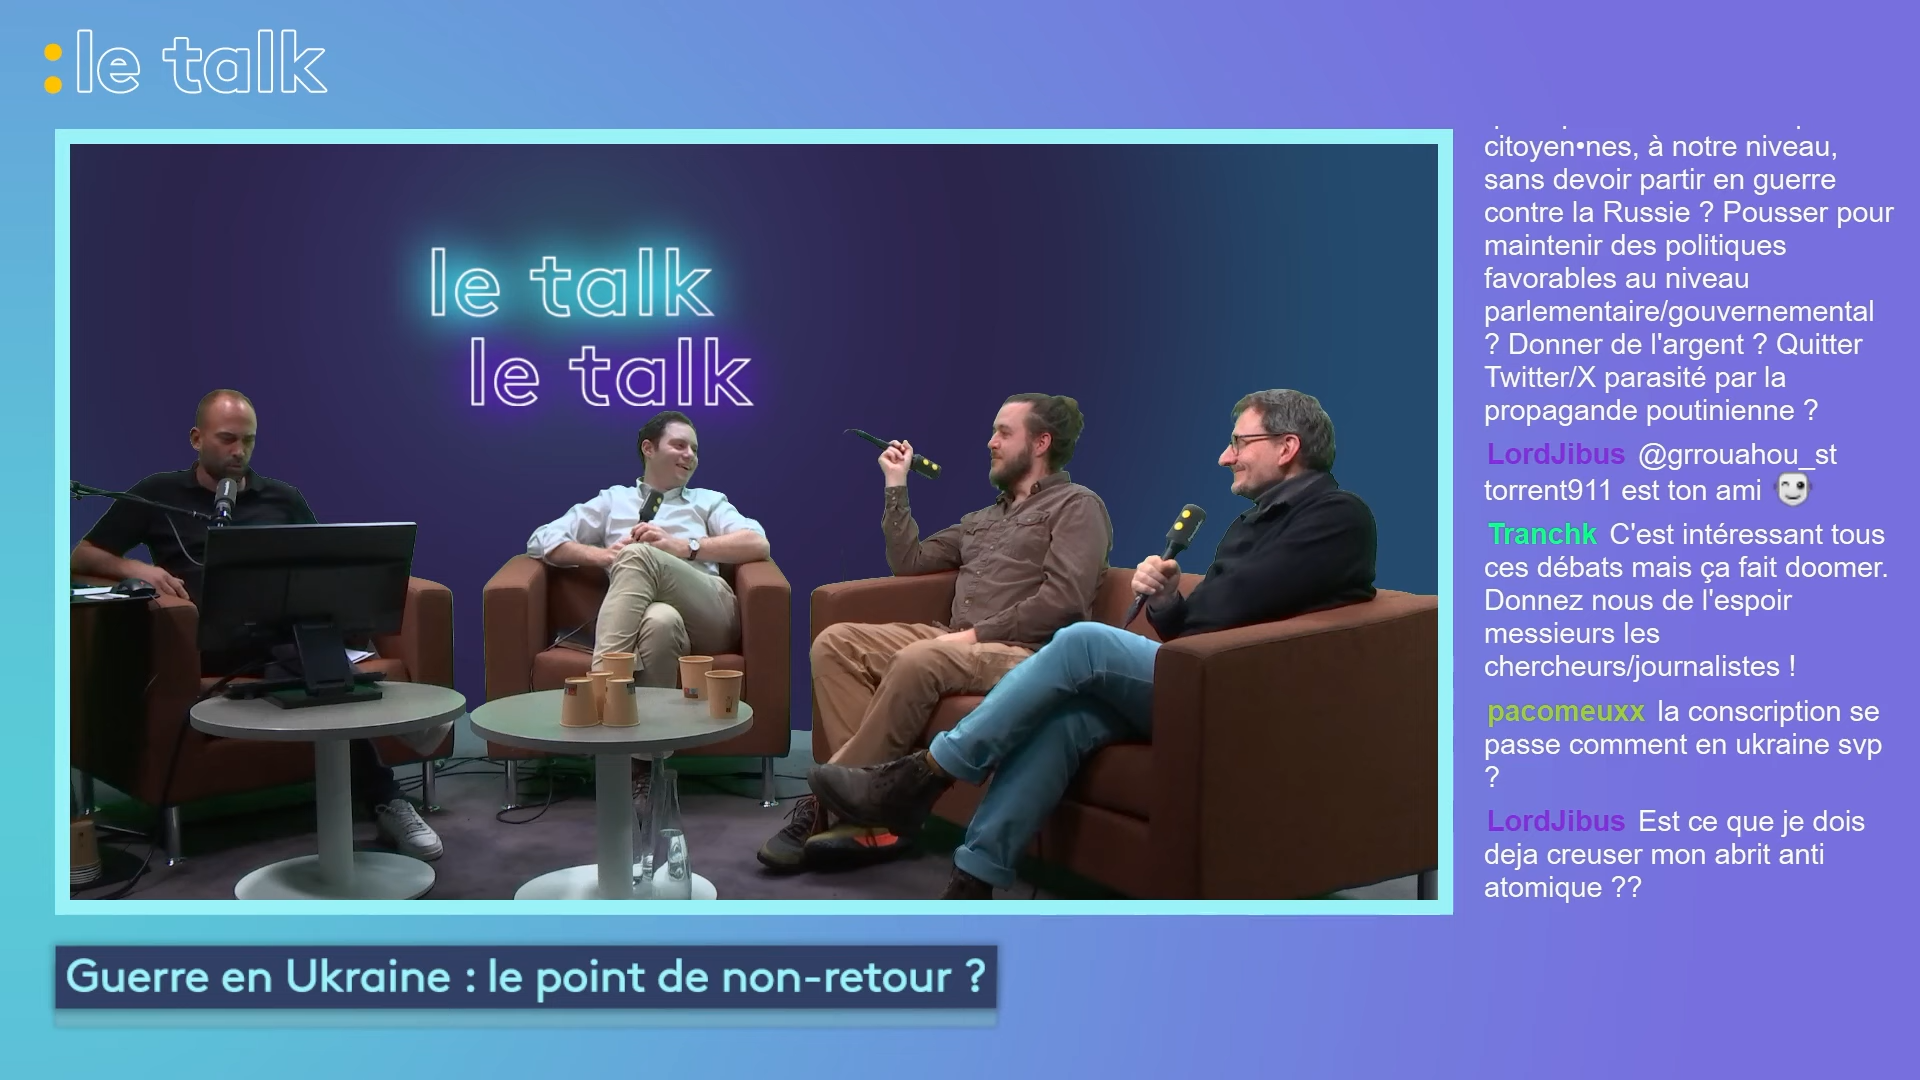 :le talk
le talk
le talk
citoyen•nes, à notre niveau,
sans devoir partir en guerre
contre la Russie ? Pousser pour
maintenir des politiques
favorables au niveau
parlementaire/gouvernemental
? Donner de l'argent ? Quitter
Twitter/X parasité par la
propagande poutinienne ?
LordJibus @grrouahou_st
torrent911 est ton ami
Tranchk C'est intéressant tous
ces débats mais ça fait doomer.
Donnez nous de l'espoir
messieurs les
chercheurs/journalistes !
pacomeuxx la conscription se
passe comment en ukraine svp
?
LordJibus Est ce que je dois
deja creuser mon abrit anti
atomique ??
Guerre en Ukraine : le point de non-retour ?